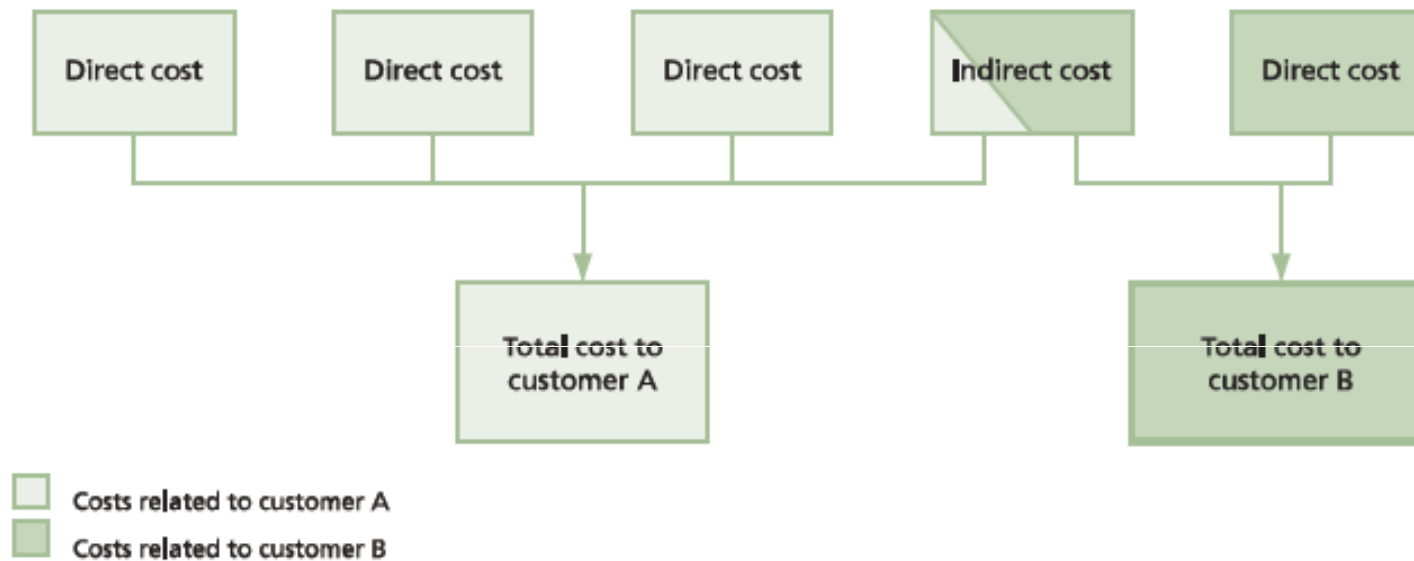 Direct cost
Direct cost
Direct cost
Indirect cost
Direct cost
Total cost to
customer A
Total cost to
customer B
Costs related to customer A
Costs related to customer B